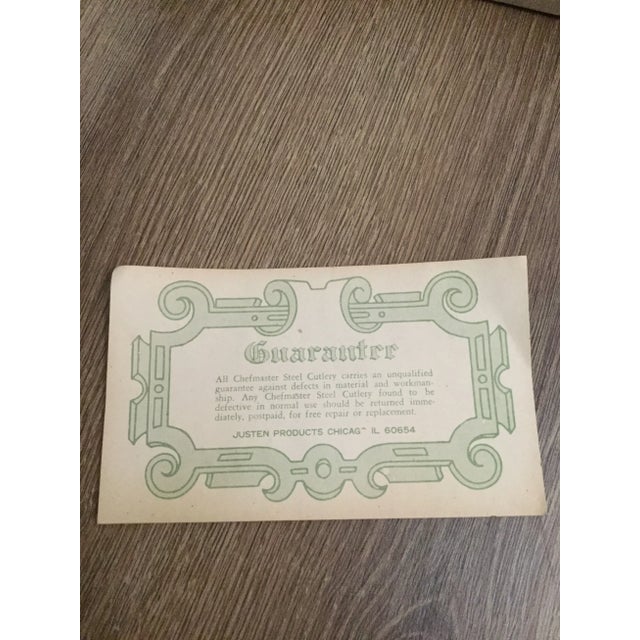 Guarantee
All Chefmaster Steel Cutlery carries an unqualified
guarantee against defects in material and workman-
ship. Any Chefmaster Steel Cutlery found to be
defective in normal use should be returned imme-
diately, postpaid, for free repair or replacement.
JUSTEN PRODUCTS CHICAG~ IL 60654